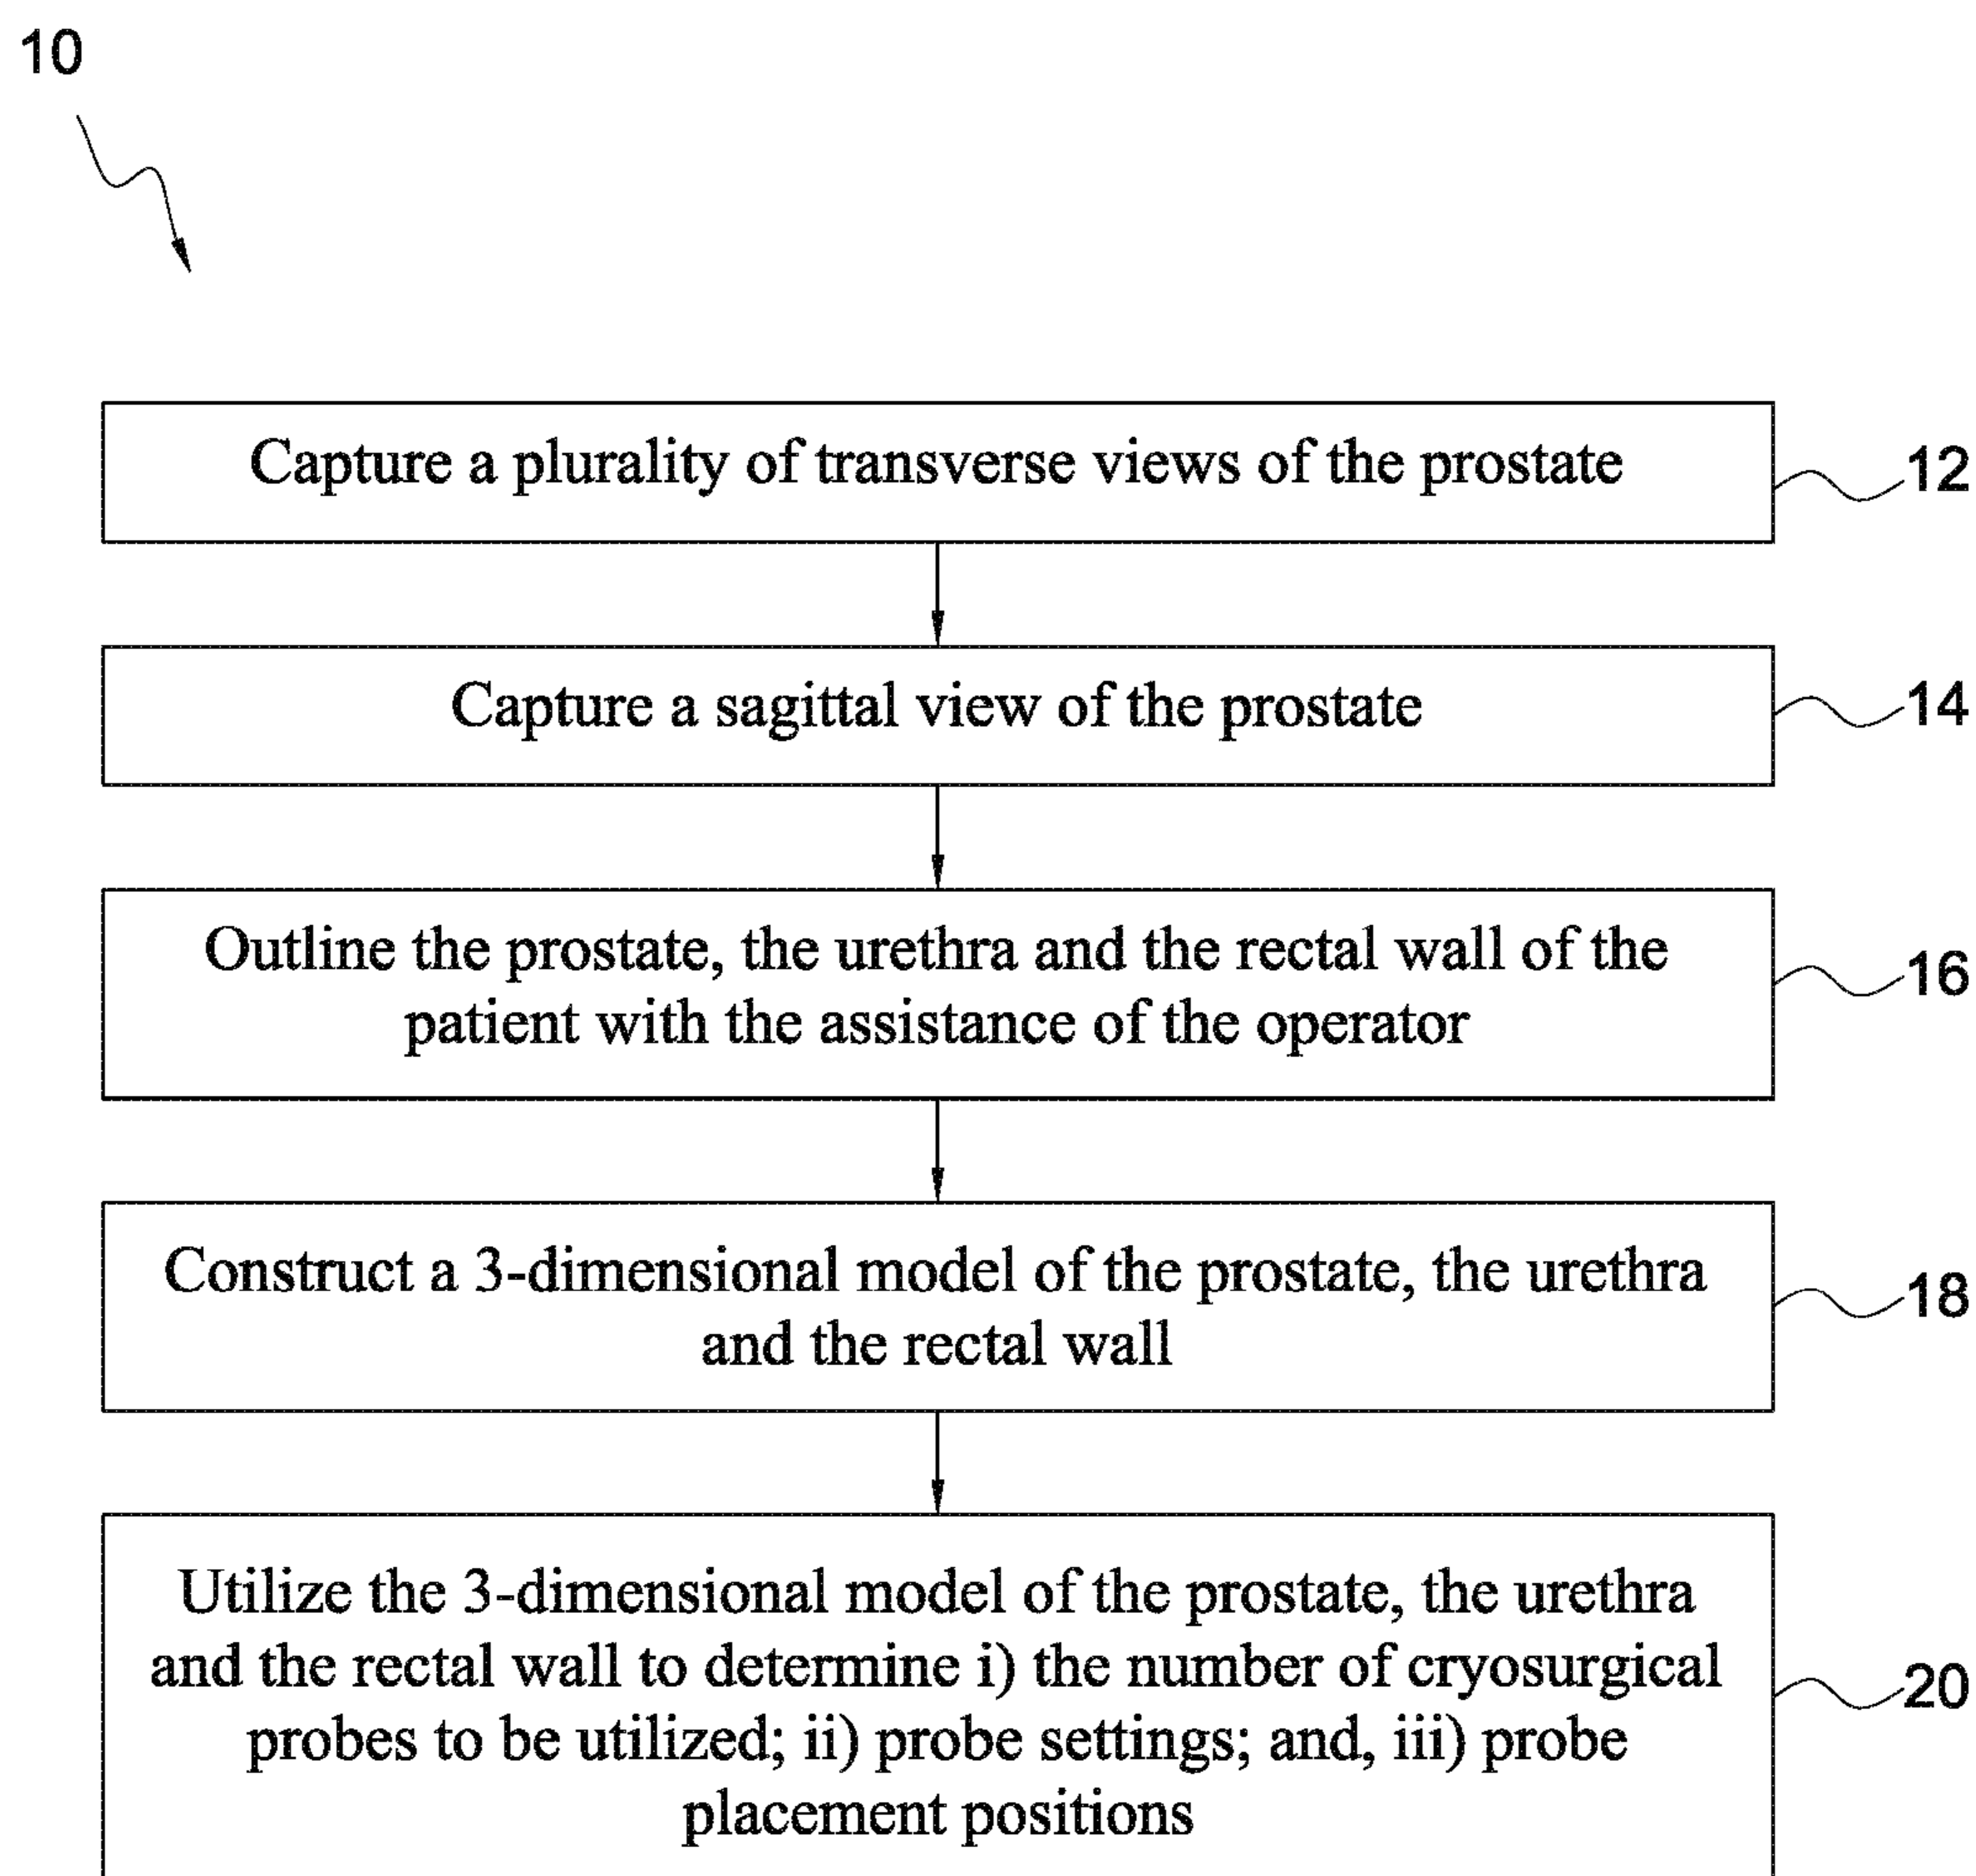 10
Capture a plurality of transverse views of the prostate
12
Capture a sagittal view of the prostate
14
Outline the prostate, the urethra and the rectal wall of the
patient with the assistance of the operator
16
Construct a 3-dimensional model of the prostate, the urethra
and the rectal wall
18
Utilize the 3-dimensional model of the prostate, the urethra
and the rectal wall to determine i) the number of cryosurgical
probes to be utilized; ii) probe settings; and, iii) probe
placement positions
20